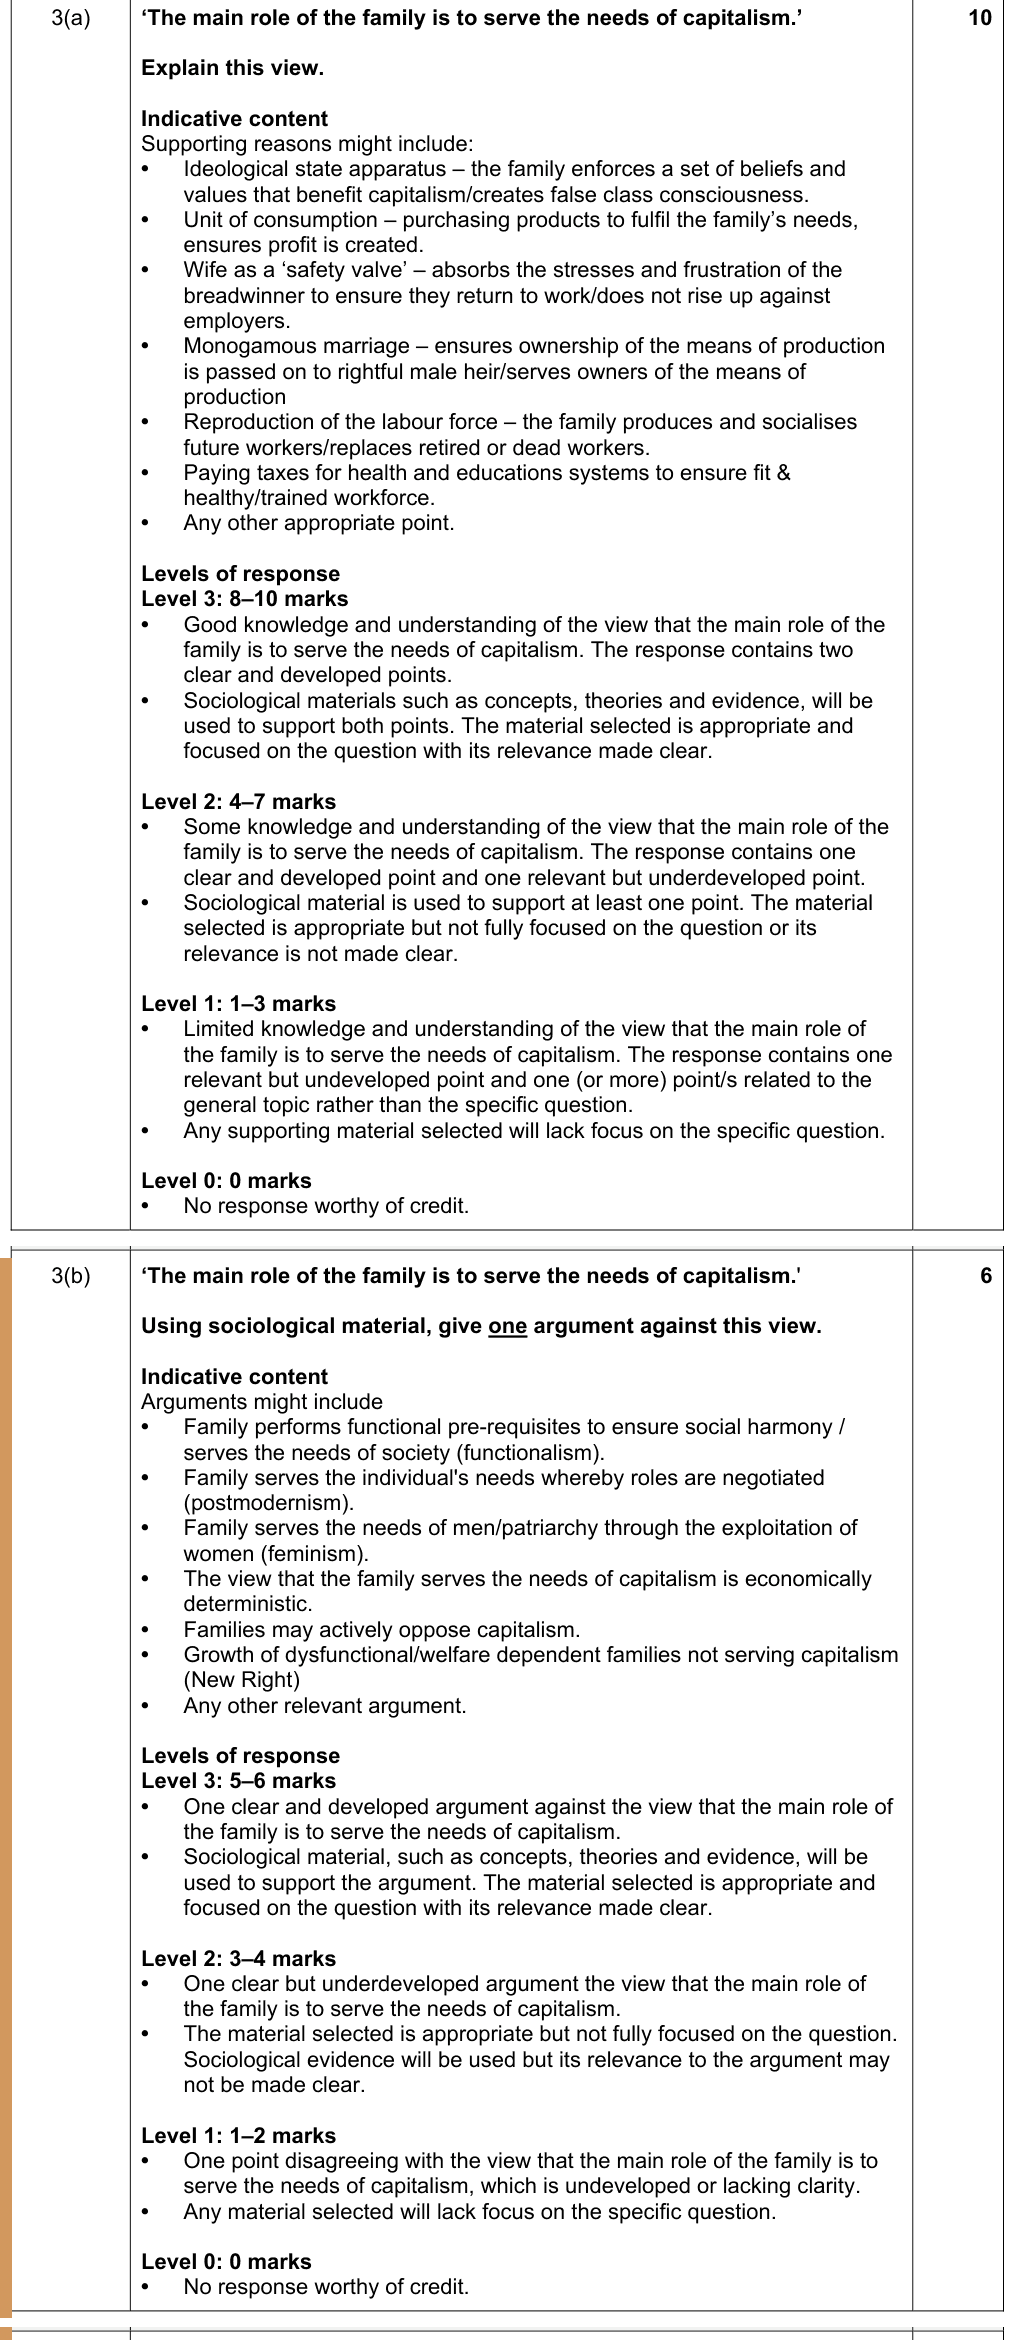 3(a) ‘The main role of the family is to serve the needs of capitalism.’ 10
Explain this view.
Indicative content
Supporting reasons might include:
• Ideological state apparatus – the family enforces a set of beliefs and
values that benefit capitalism/creates false class consciousness.
• Unit of consumption – purchasing products to fulfil the family’s needs,
ensures profit is created.
• Wife as a ‘safety valve’ – absorbs the stresses and frustration of the
breadwinner to ensure they return to work/does not rise up against
employers.
• Monogamous marriage – ensures ownership of the means of production
is passed on to rightful male heir/serves owners of the means of
production
• Reproduction of the labour force – the family produces and socialises
future workers/replaces retired or dead workers.
• Paying taxes for health and educations systems to ensure fit &
healthy/trained workforce.
• Any other appropriate point.
Levels of response
Level 3: 8–10 marks
• Good knowledge and understanding of the view that the main role of the
family is to serve the needs of capitalism. The response contains two
clear and developed points.
• Sociological materials such as concepts, theories and evidence, will be
used to support both points. The material selected is appropriate and
focused on the question with its relevance made clear.
Level 2: 4–7 marks
• Some knowledge and understanding of the view that the main role of the
family is to serve the needs of capitalism. The response contains one
clear and developed point and one relevant but underdeveloped point.
• Sociological material is used to support at least one point. The material
selected is appropriate but not fully focused on the question or its
relevance is not made clear.
Level 1: 1–3 marks
• Limited knowledge and understanding of the view that the main role of
the family is to serve the needs of capitalism. The response contains one
relevant but undeveloped point and one (or more) point/s related to the
general topic rather than the specific question.
• Any supporting material selected will lack focus on the specific question.
Level 0: 0 marks
• No response worthy of credit.
3(b) ‘The main role of the family is to serve the needs of capitalism.' 6
Using sociological material, give one argument against this view.
Indicative content
Arguments might include
• Family performs functional pre-requisites to ensure social harmony /
serves the needs of society (functionalism).
• Family serves the individual's needs whereby roles are negotiated
(postmodernism).
• Family serves the needs of men/patriarchy through the exploitation of
women (feminism).
• The view that the family serves the needs of capitalism is economically
deterministic.
• Families may actively oppose capitalism.
• Growth of dysfunctional/welfare dependent families not serving capitalism
(New Right)
• Any other relevant argument.
Levels of response
Level 3: 5–6 marks
• One clear and developed argument against the view that the main role of
the family is to serve the needs of capitalism.
• Sociological material, such as concepts, theories and evidence, will be
used to support the argument. The material selected is appropriate and
focused on the question with its relevance made clear.
Level 2: 3–4 marks
• One clear but underdeveloped argument the view that the main role of
the family is to serve the needs of capitalism.
• The material selected is appropriate but not fully focused on the question.
Sociological evidence will be used but its relevance to the argument may
not be made clear.
Level 1: 1–2 marks
• One point disagreeing with the view that the main role of the family is to
serve the needs of capitalism, which is undeveloped or lacking clarity.
• Any material selected will lack focus on the specific question.
Level 0: 0 marks
• No response worthy of credit.